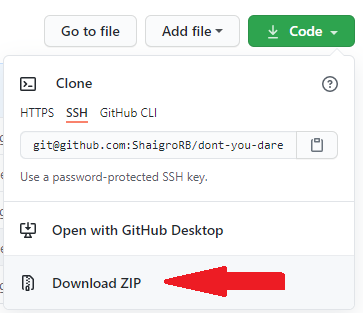 Go to file
Add file
Code
Clone
HTTPS SSH GitHub CLI
git@github.com:ShaigroRB/dont-you-dare
Use a password-protected SSH key.
Open with GitHub Desktop
Download ZIP